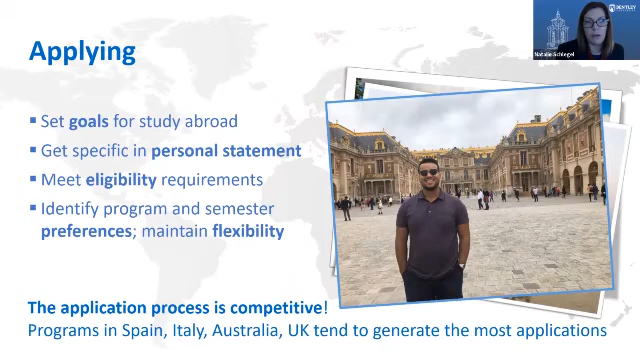 BENTLEY
Natalie Schlegel
Applying
▪ Set goals for study abroad
▪ Get specific in personal statement
▪ Meet eligibility requirements
▪ Identify program and semester
preferences; maintain flexibility
The application process is competitive!
Programs in Spain, Italy, Australia, UK tend to generate the most applications